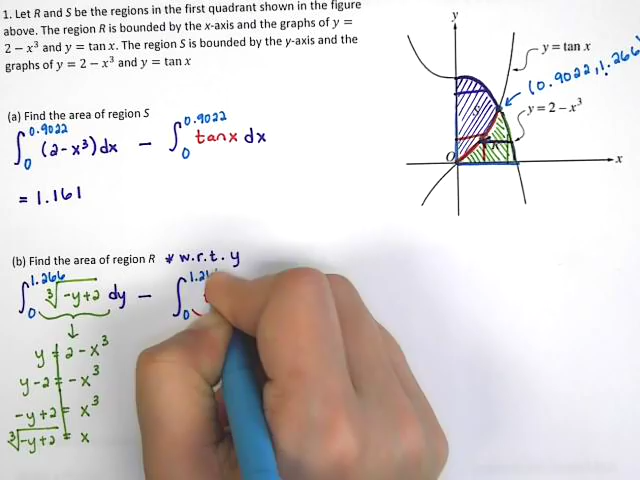 1. Let R and S be the regions in the first quadrant shown in the figure
above. The region R is bounded by the x-axis and the graphs of y =
2 − x³ and y = tan x. The region S is bounded by the y-axis and the
graphs of y = 2 − x³ and y = tan x
(a) Find the area of region S
∫₀^0.9022 (2-x³) dx − ∫₀^0.9022 tanx dx
= 1.161
(b) Find the area of region R * w.r.t. y
∫₀^1.266 ∛-y+2 dy − ∫₀
↓
y = 2 - x³
y-2 = -x³
-y+2 = x³
∛-y+2 = x
y
y = tan x
(0.9022, 1.266
y = 2 − x³
S
R
O
x